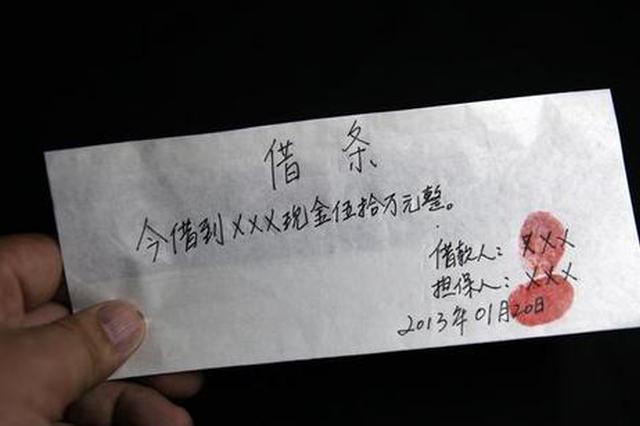 借条
今借到XXX现金伍拾万元整。
借款人:XXX
担保人:XXX
2013年01月20日